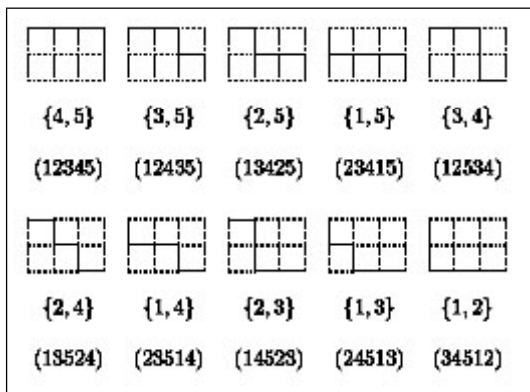 {4, 5} {3, 5} {2, 5} {1, 5} {3, 4}
(12345) (12435) (13425) (23415) (12534)
{2, 4} {1, 4} {2, 3} {1, 3} {1, 2}
(13524) (23514) (14523) (24513) (34512)